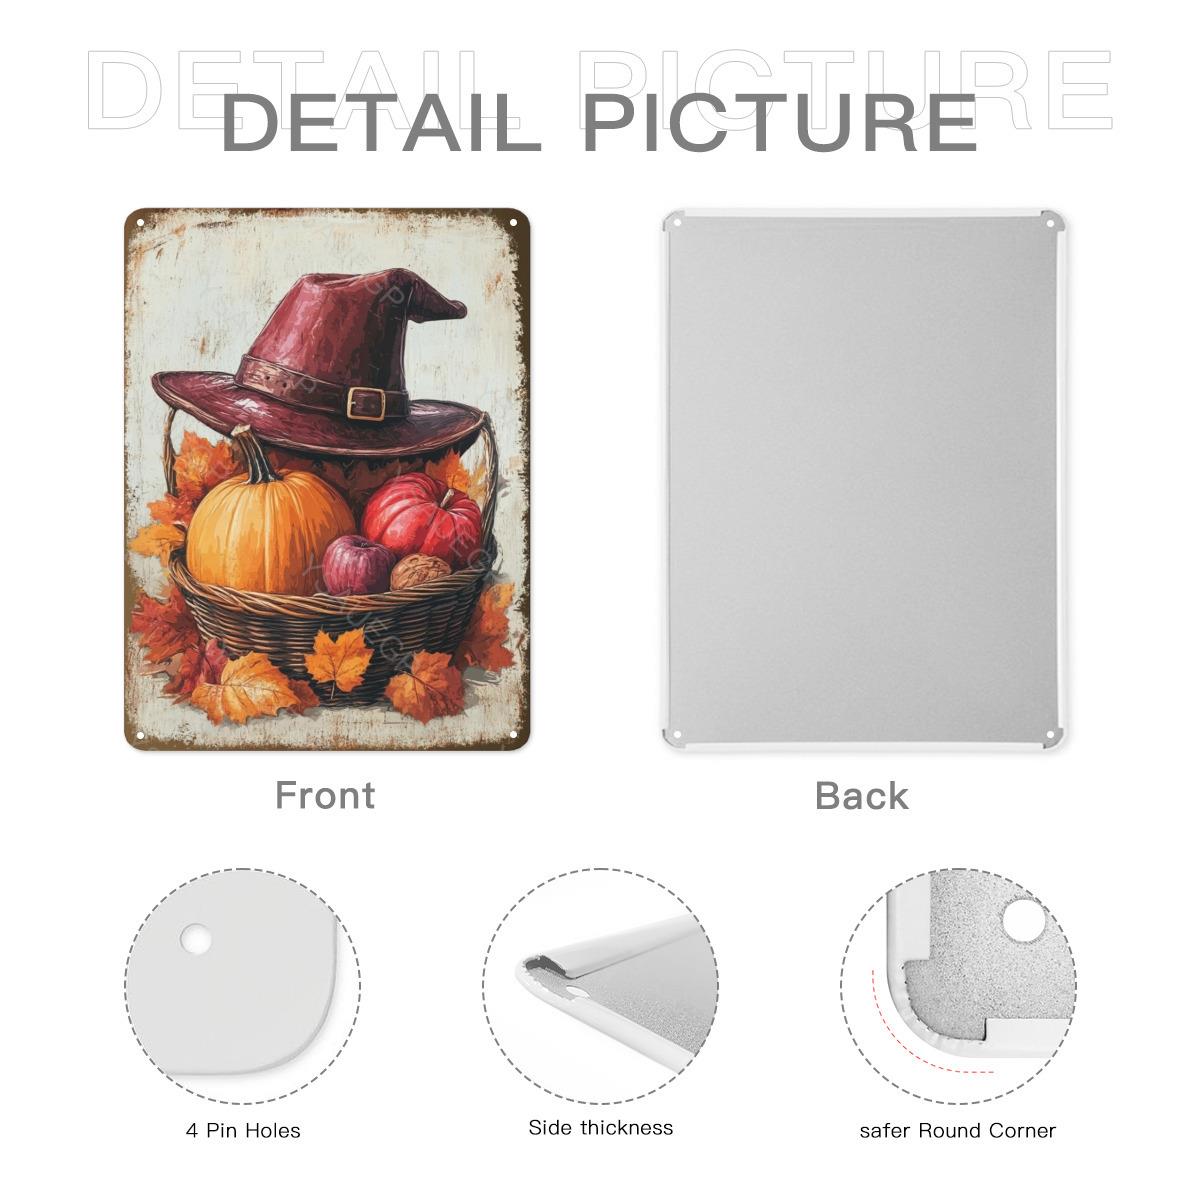 DETAIL PICTURE
DETAIL PICTURE
Front
Back
4 Pin Holes
Side thickness
safer Round Corner